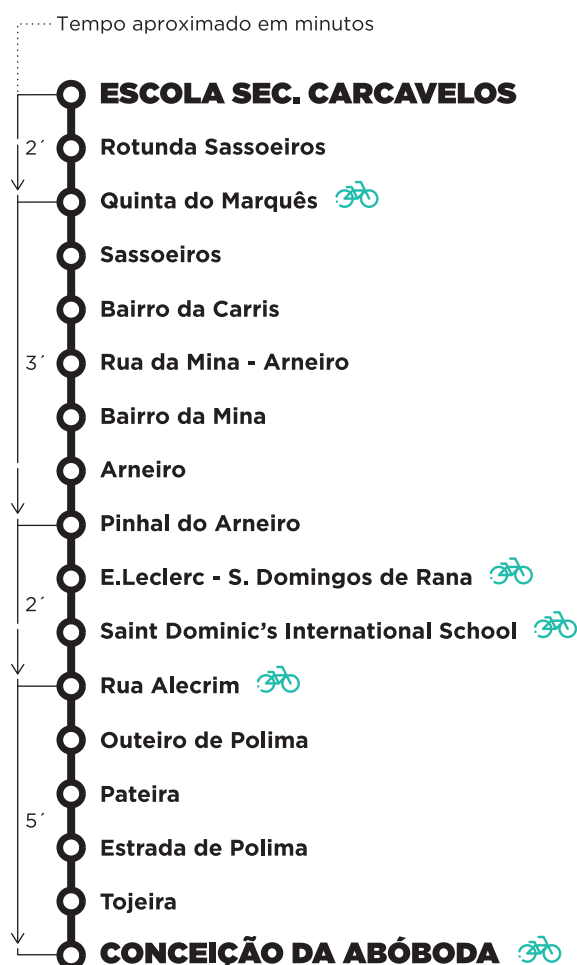 Tempo aproximado em minutos
ESCOLA SEC. CARCAVELOS
2´
Rotunda Sassoeiros
Quinta do Marquês
Sassoeiros
Bairro da Carris
3´
Rua da Mina - Arneiro
Bairro da Mina
Arneiro
Pinhal do Arneiro
E.Leclerc - S. Domingos de Rana
2´
Saint Dominic's International School
Rua Alecrim
Outeiro de Polima
Pateira
5´
Estrada de Polima
Tojeira
CONCEIÇÃO DA ABÓBODA